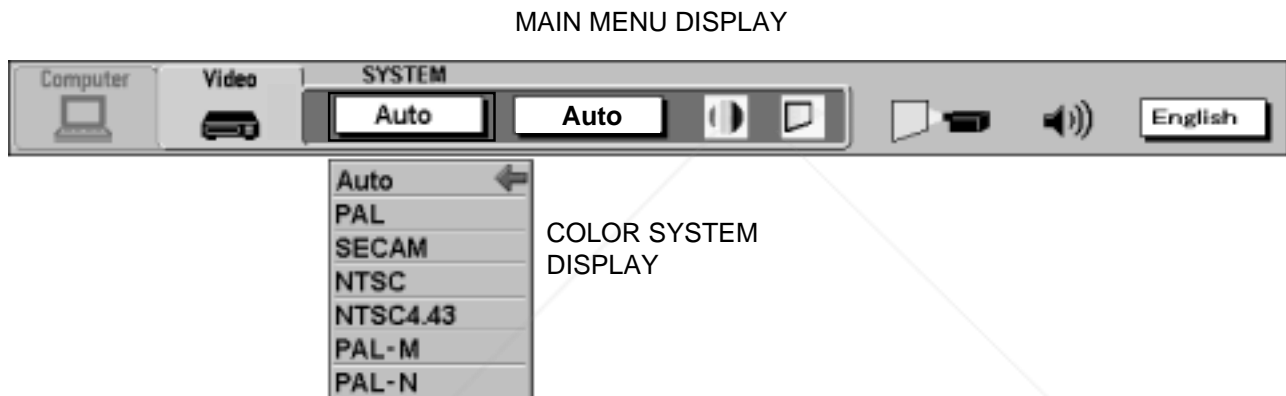 MAIN MENU DISPLAY
Computer Video SYSTEM
Auto Auto English
Auto
PAL
SECAM
NTSC
NTSC4.43
PAL-M
PAL-N
COLOR SYSTEM
DISPLAY